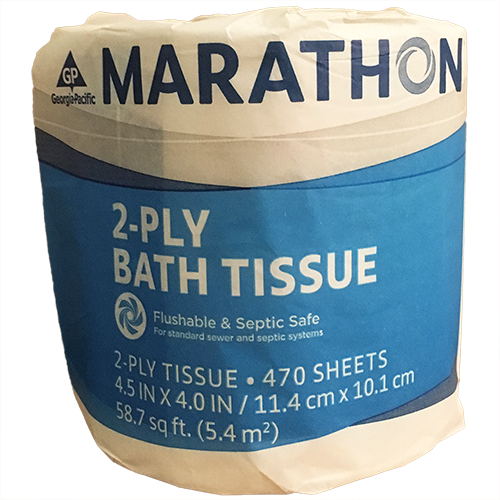 GP
Georgia-Pacific
MARATHON
2-PLY
BATH TISSUE
Flushable & Septic Safe
For standard sewer and septic systems
2-PLY TISSUE • 470 SHEETS
4.5 IN X 4.0 IN / 11.4 cm x 10.1 cm
58.7 sq ft. (5.4 m²)